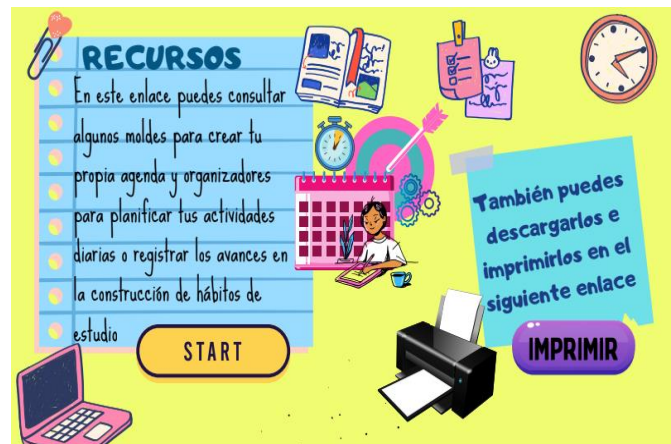 RECURSOS
En este enlace puedes consultar
algunos moldes para crear tu
propia agenda y organizadores
para planificar tus actividades
diarias o registrar los avances en
la construcción de hábitos de
estudio
START
También puedes
descargarlos e
imprimirlos en el
siguiente enlace
IMPRIMIR